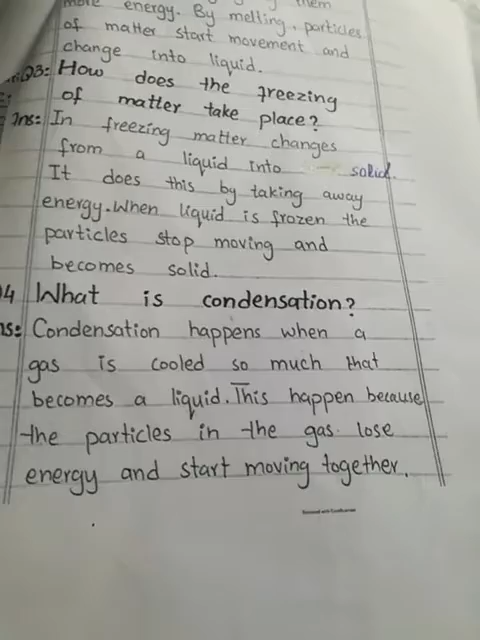 more energy. By melting, particles
of matter start movement and
change into liquid.
Q3: How does the freezing
of matter take place?
Ans: In freezing matter changes
from a liquid into solid.
It does this by taking away
energy. When liquid is frozen the
particles stop moving and
becomes solid.
4 What is condensation?
ns: Condensation happens when a
gas is cooled so much that
becomes a liquid. This happen because
the particles in the gas lose
energy and start moving together.